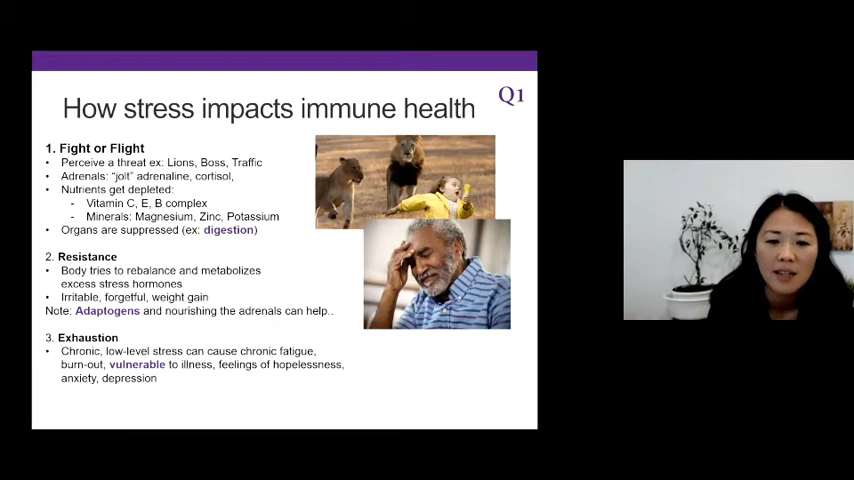 Q1
How stress impacts immune health
1. Fight or Flight
• Perceive a threat ex: Lions, Boss, Traffic
• Adrenals: “jolt” adrenaline, cortisol,
• Nutrients get depleted:
- Vitamin C, E, B complex
- Minerals: Magnesium, Zinc, Potassium
• Organs are suppressed (ex: digestion)
2. Resistance
• Body tries to rebalance and metabolizes
excess stress hormones
• Irritable, forgetful, weight gain
Note: Adaptogens and nourishing the adrenals can help..
3. Exhaustion
• Chronic, low-level stress can cause chronic fatigue,
burn-out, vulnerable to illness, feelings of hopelessness,
anxiety, depression